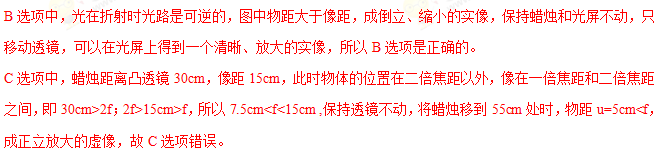 B 选项中，光在折射时光路是可逆的，图中物距大于像距，成倒立、缩小的实像，保持蜡烛和光屏不动，只
移动透镜，可以在光屏上得到一个清晰、放大的实像，所以 B 选项是正确的。
C 选项中，蜡烛距离凸透镜 30cm，像距 15cm，此时物体的位置在二倍焦距以外，像在一倍焦距和二倍焦距
之间，即 30cm>2f；2f>15cm>f，所以 7.5cm<f<15cm ,保持透镜不动，将蜡烛移到 55cm 处时，物距 u=5cm<f，
成正立放大的虚像，故 C 选项错误。